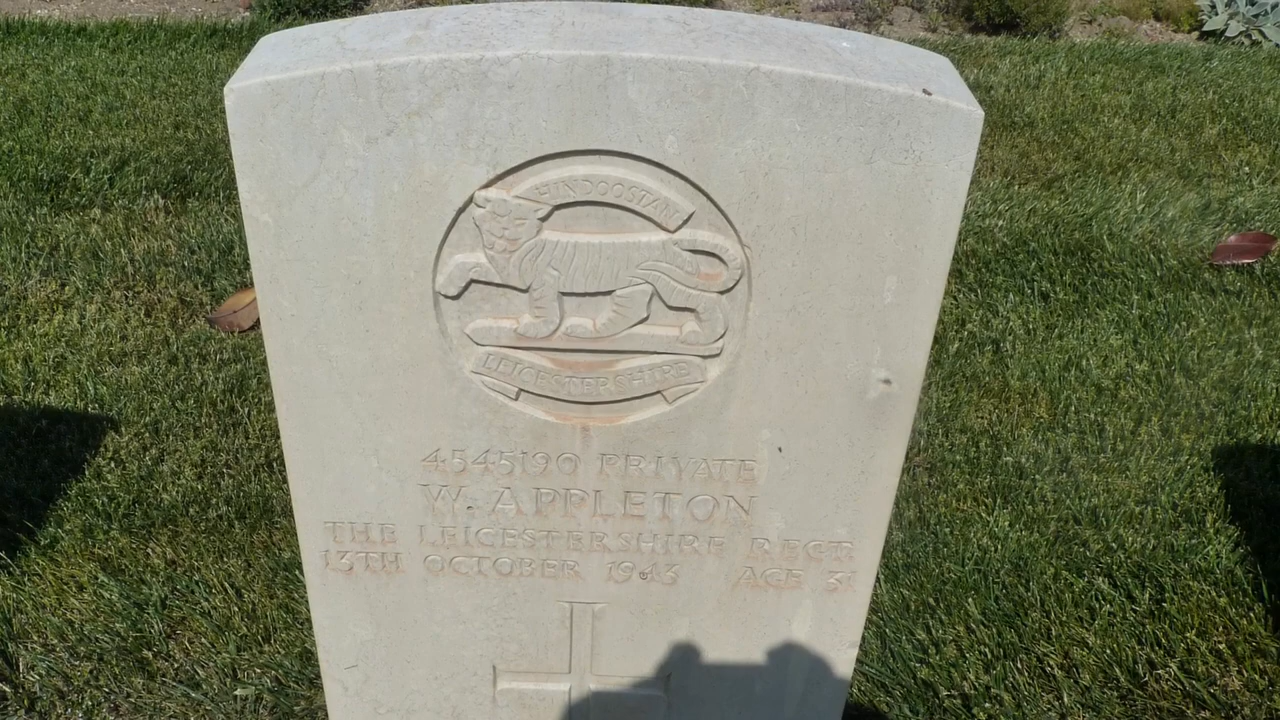 HINDOOSTAN
LEICESTERSHIRE
4545190 PRIVATE
W. APPLETON
THE LEICESTERSHIRE REGT.
13TH OCTOBER 1943 AGE 31